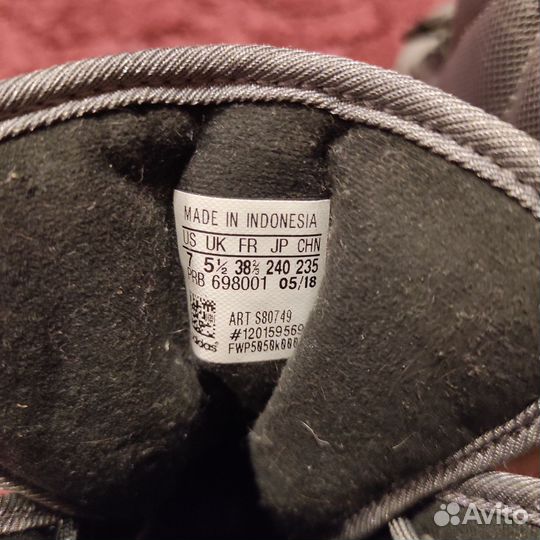 MADE IN INDONESIA
US UK FR JP CHN
7 5½ 38⅔ 240 235
PRB 698001 05/18
ART S80749
#120159569
adidas FWP5050K000
Avito